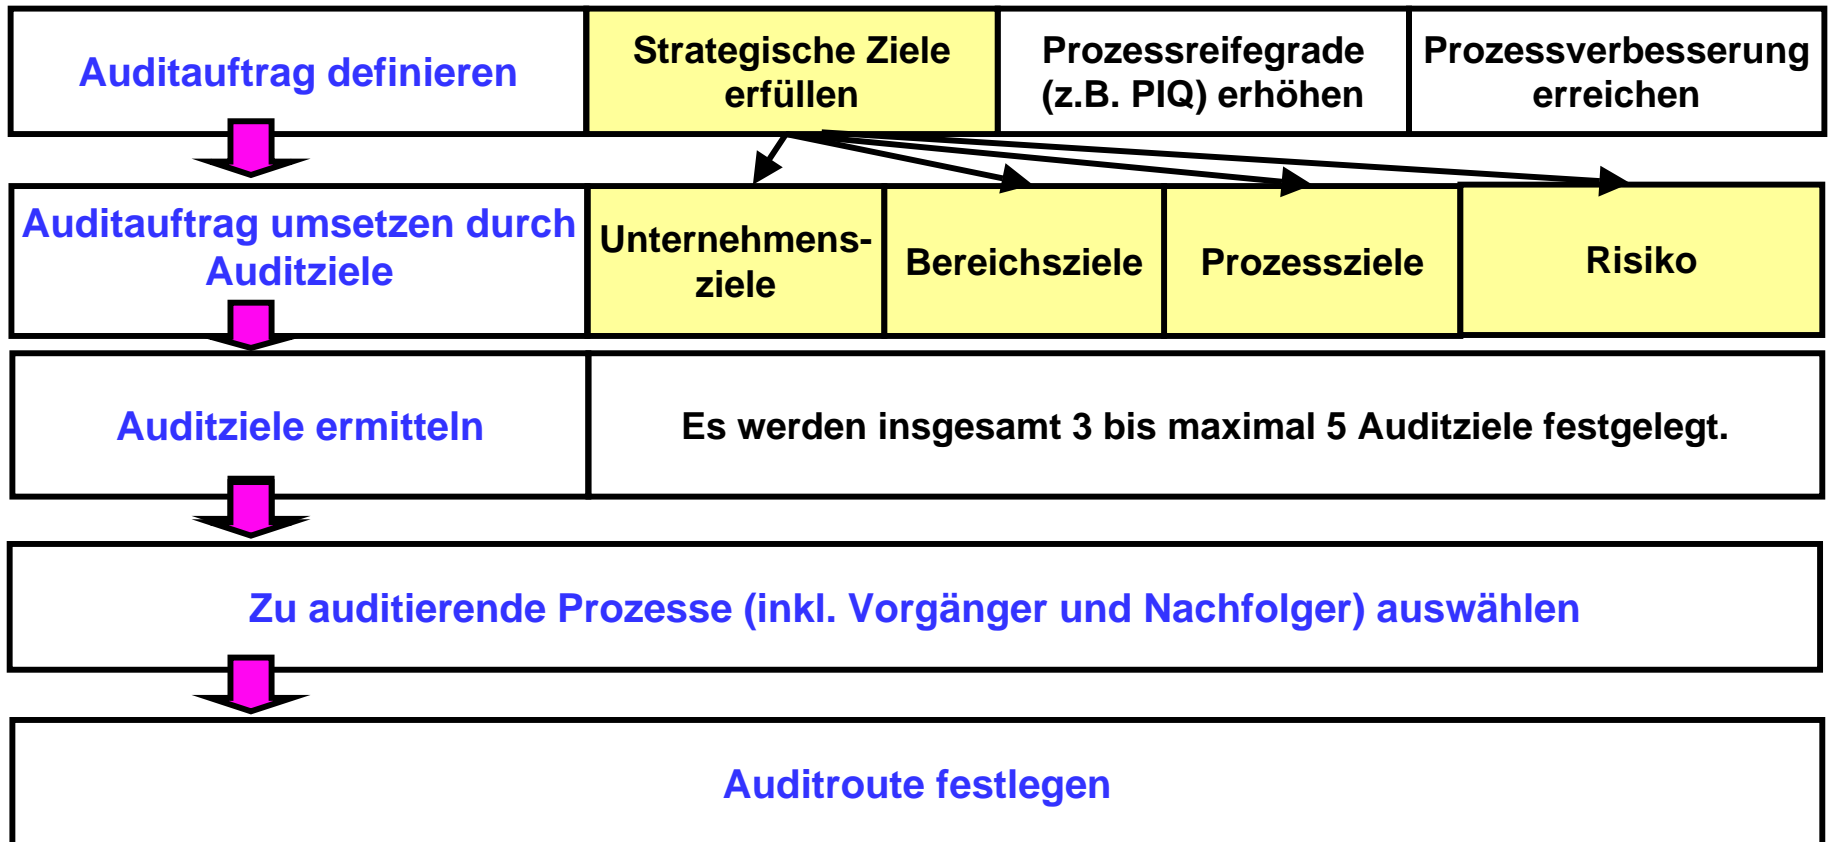 Auditauftrag definieren
Strategische Ziele
erfüllen
Prozessreifegrade
(z.B. PIQ) erhöhen
Prozessverbesserung
erreichen
Auditauftrag umsetzen durch
Auditziele
Unternehmens-
ziele
Bereichsziele
Prozessziele
Risiko
Auditziele ermitteln
Es werden insgesamt 3 bis maximal 5 Auditziele festgelegt.
Zu auditierende Prozesse (inkl. Vorgänger und Nachfolger) auswählen
Auditroute festlegen